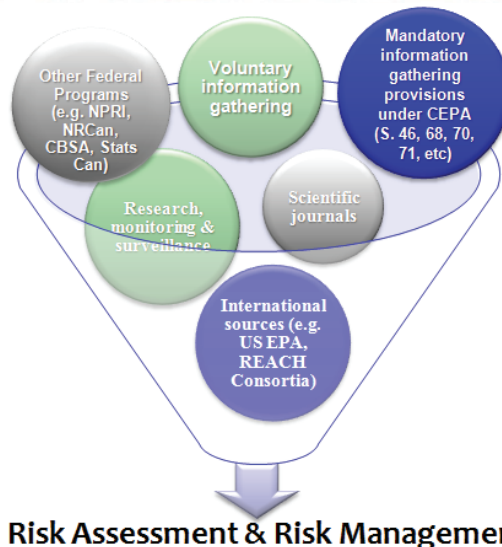 Other Federal
Programs
(e.g. NPRI,
NRCan,
CBSA, Stats
Can)
Voluntary
information
gathering
Mandatory
information
gathering
provisions
under CEPA
(S. 46, 68, 70,
71, etc)
Research,
monitoring &
surveillance
Scientific
journals
International
sources (e.g.
US EPA,
REACH
Consortia)
Risk Assessment & Risk Manageme